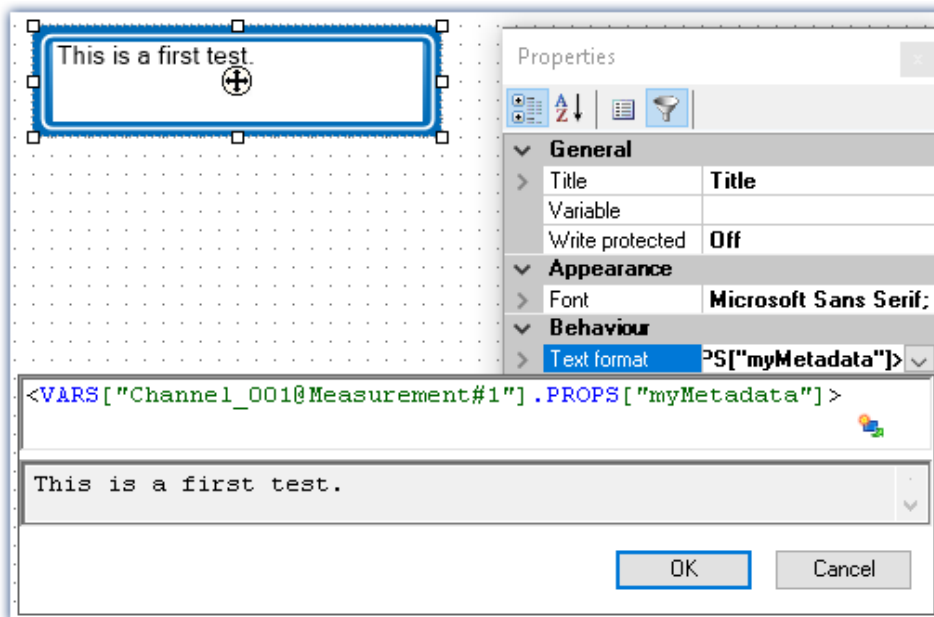 This is a first test.
Properties
General
Title Title
Variable
Write protected Off
Appearance
Font Microsoft Sans Serif;
Behaviour
Text format PS["myMetadata"]>
<VARS["Channel_001@Measurement#1"].PROPS["myMetadata"]>
This is a first test.
OK Cancel